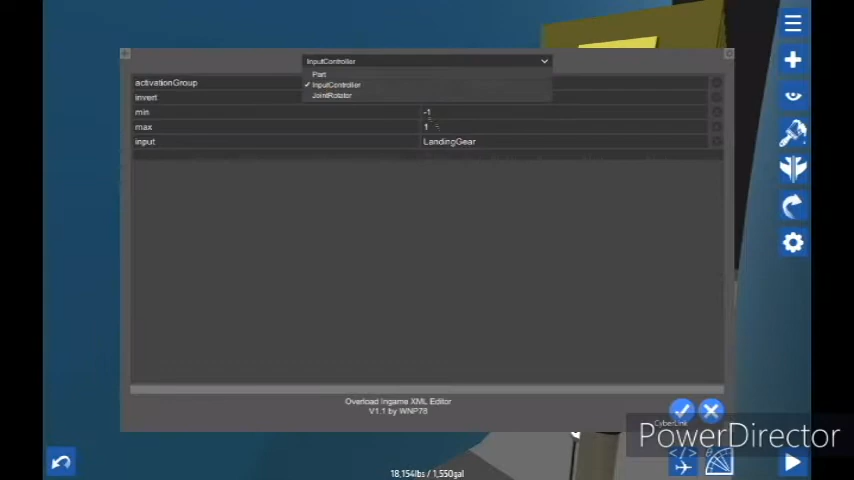 InputController
Part
✓ InputController
JointRotator
activationGroup
invert
min -1
max 1
input LandingGear
Overload Ingame XML Editor
V1.1 by WNP78
CyberLink
PowerDirector
18,154lbs / 1,550gal